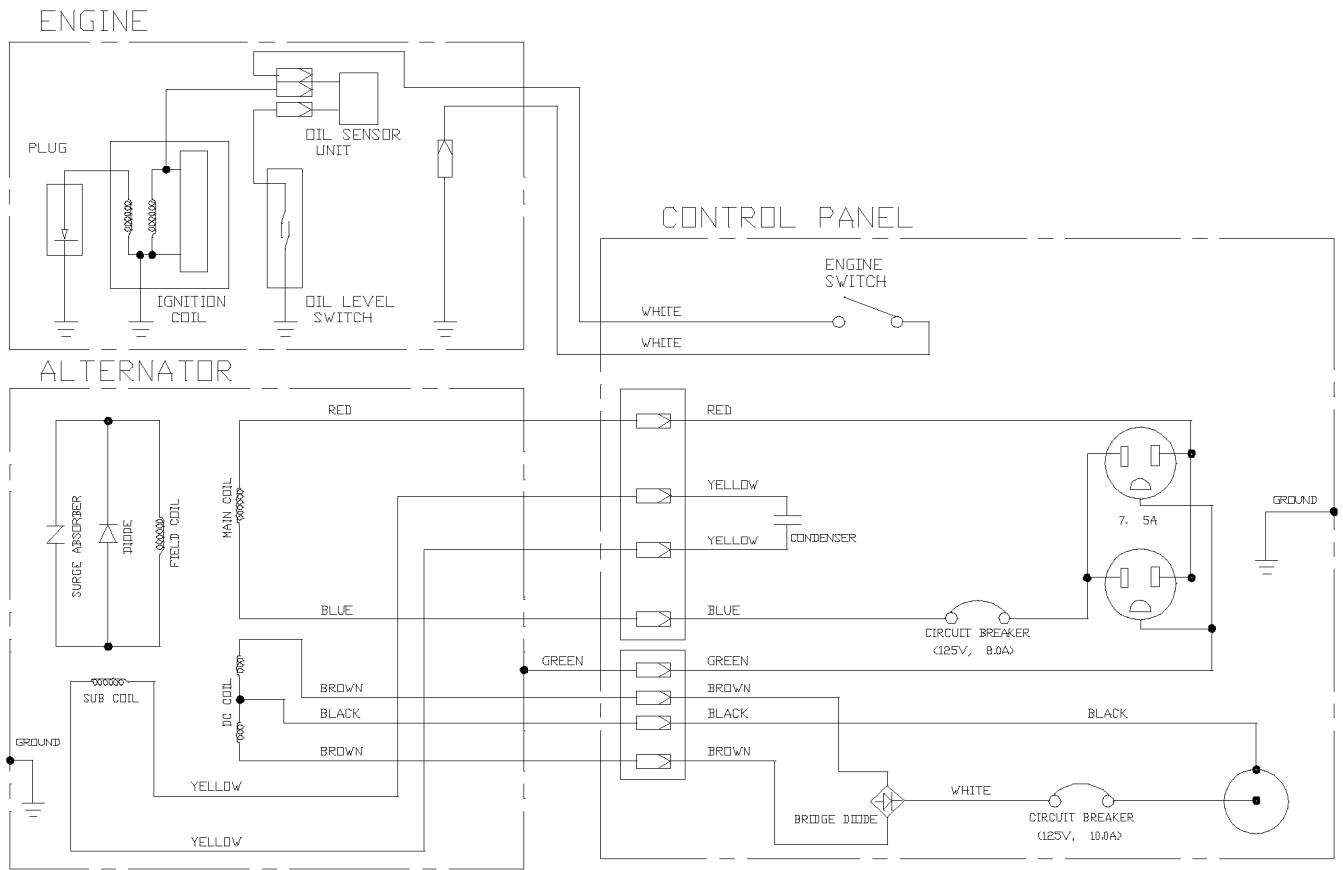 ENGINE
OIL SENSOR
UNIT
PLUG
IGNITION
COIL
OIL LEVEL
SWITCH
CONTROL PANEL
ENGINE
SWITCH
WHITE
WHITE
ALTERNATOR
RED
RED
SURGE ABSORBER
DIODE
FIELD COIL
MAIN COIL
YELLOW
YELLOW
CONDENSER
7. 5A
GROUND
BLUE
BLUE
CIRCUIT BREAKER
(125V, 8.0A)
GREEN
GREEN
SUB COIL
DC COIL
BROWN
BROWN
BLACK
BLACK
BLACK
BROWN
BROWN
GROUND
YELLOW
YELLOW
BRIDGE DIODE
WHITE
CIRCUIT BREAKER
(125V, 10.0A)